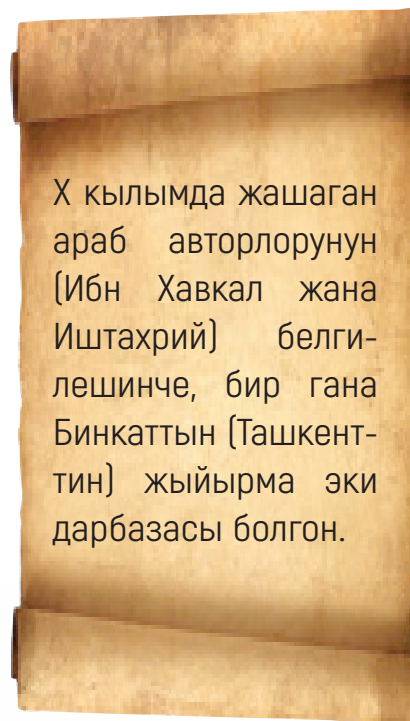 X кылымда жашаган
араб авторлорунун
(Ибн Хавкал жана
Иштахрий) белги-
лешинче, бир гана
Бинкаттын (Ташкент-
тин) жыйырма эки
дарбазасы болгон.